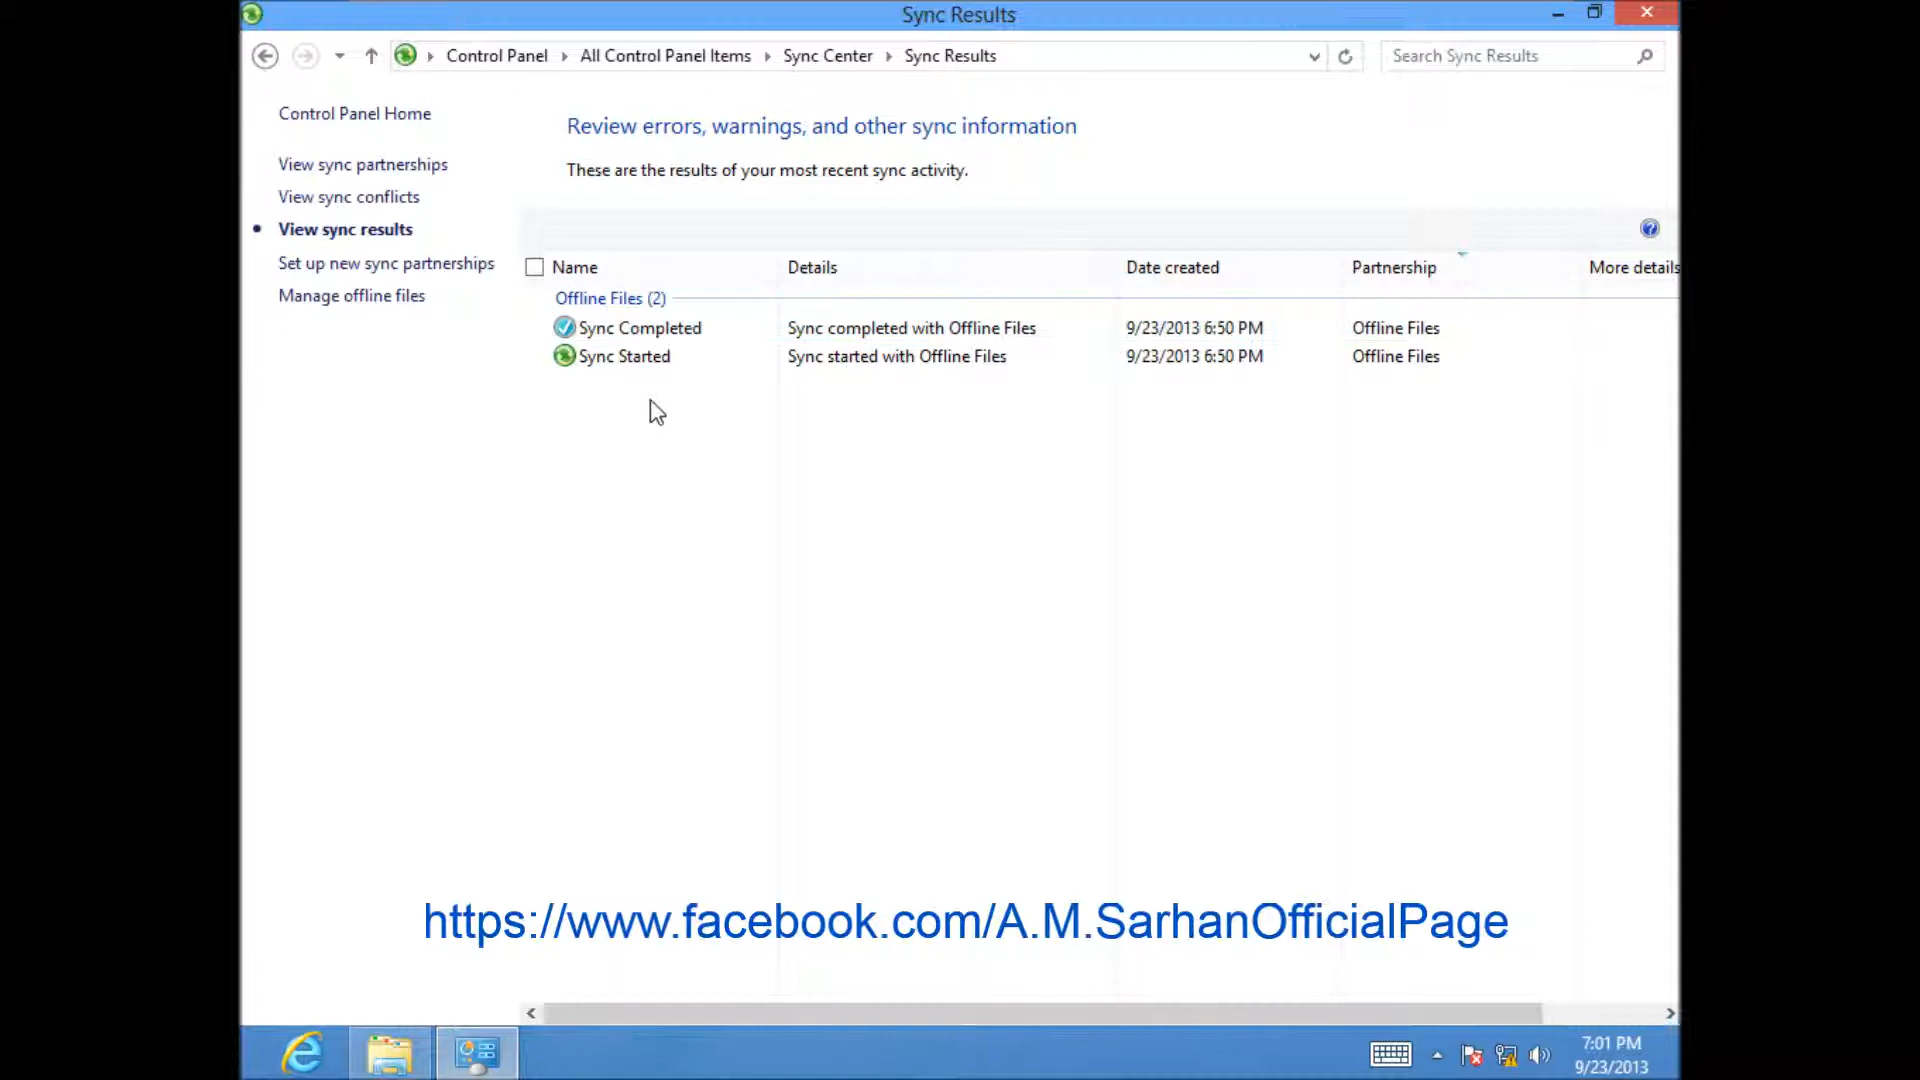 Sync Results
Control Panel
All Control Panel Items
Sync Center
Sync Results
Search Sync Results
Control Panel Home
View sync partnerships
View sync conflicts
View sync results
Set up new sync partnerships
Manage offline files
Review errors, warnings, and other sync information
These are the results of your most recent sync activity.
Name Details Date created Partnership More details
Offline Files (2)
Sync Completed Sync completed with Offline Files 9/23/2013 6:50 PM Offline Files
Sync Started Sync started with Offline Files 9/23/2013 6:50 PM Offline Files
https://www.facebook.com/A.M.SarhanOfficialPage
7:01 PM
9/23/2013